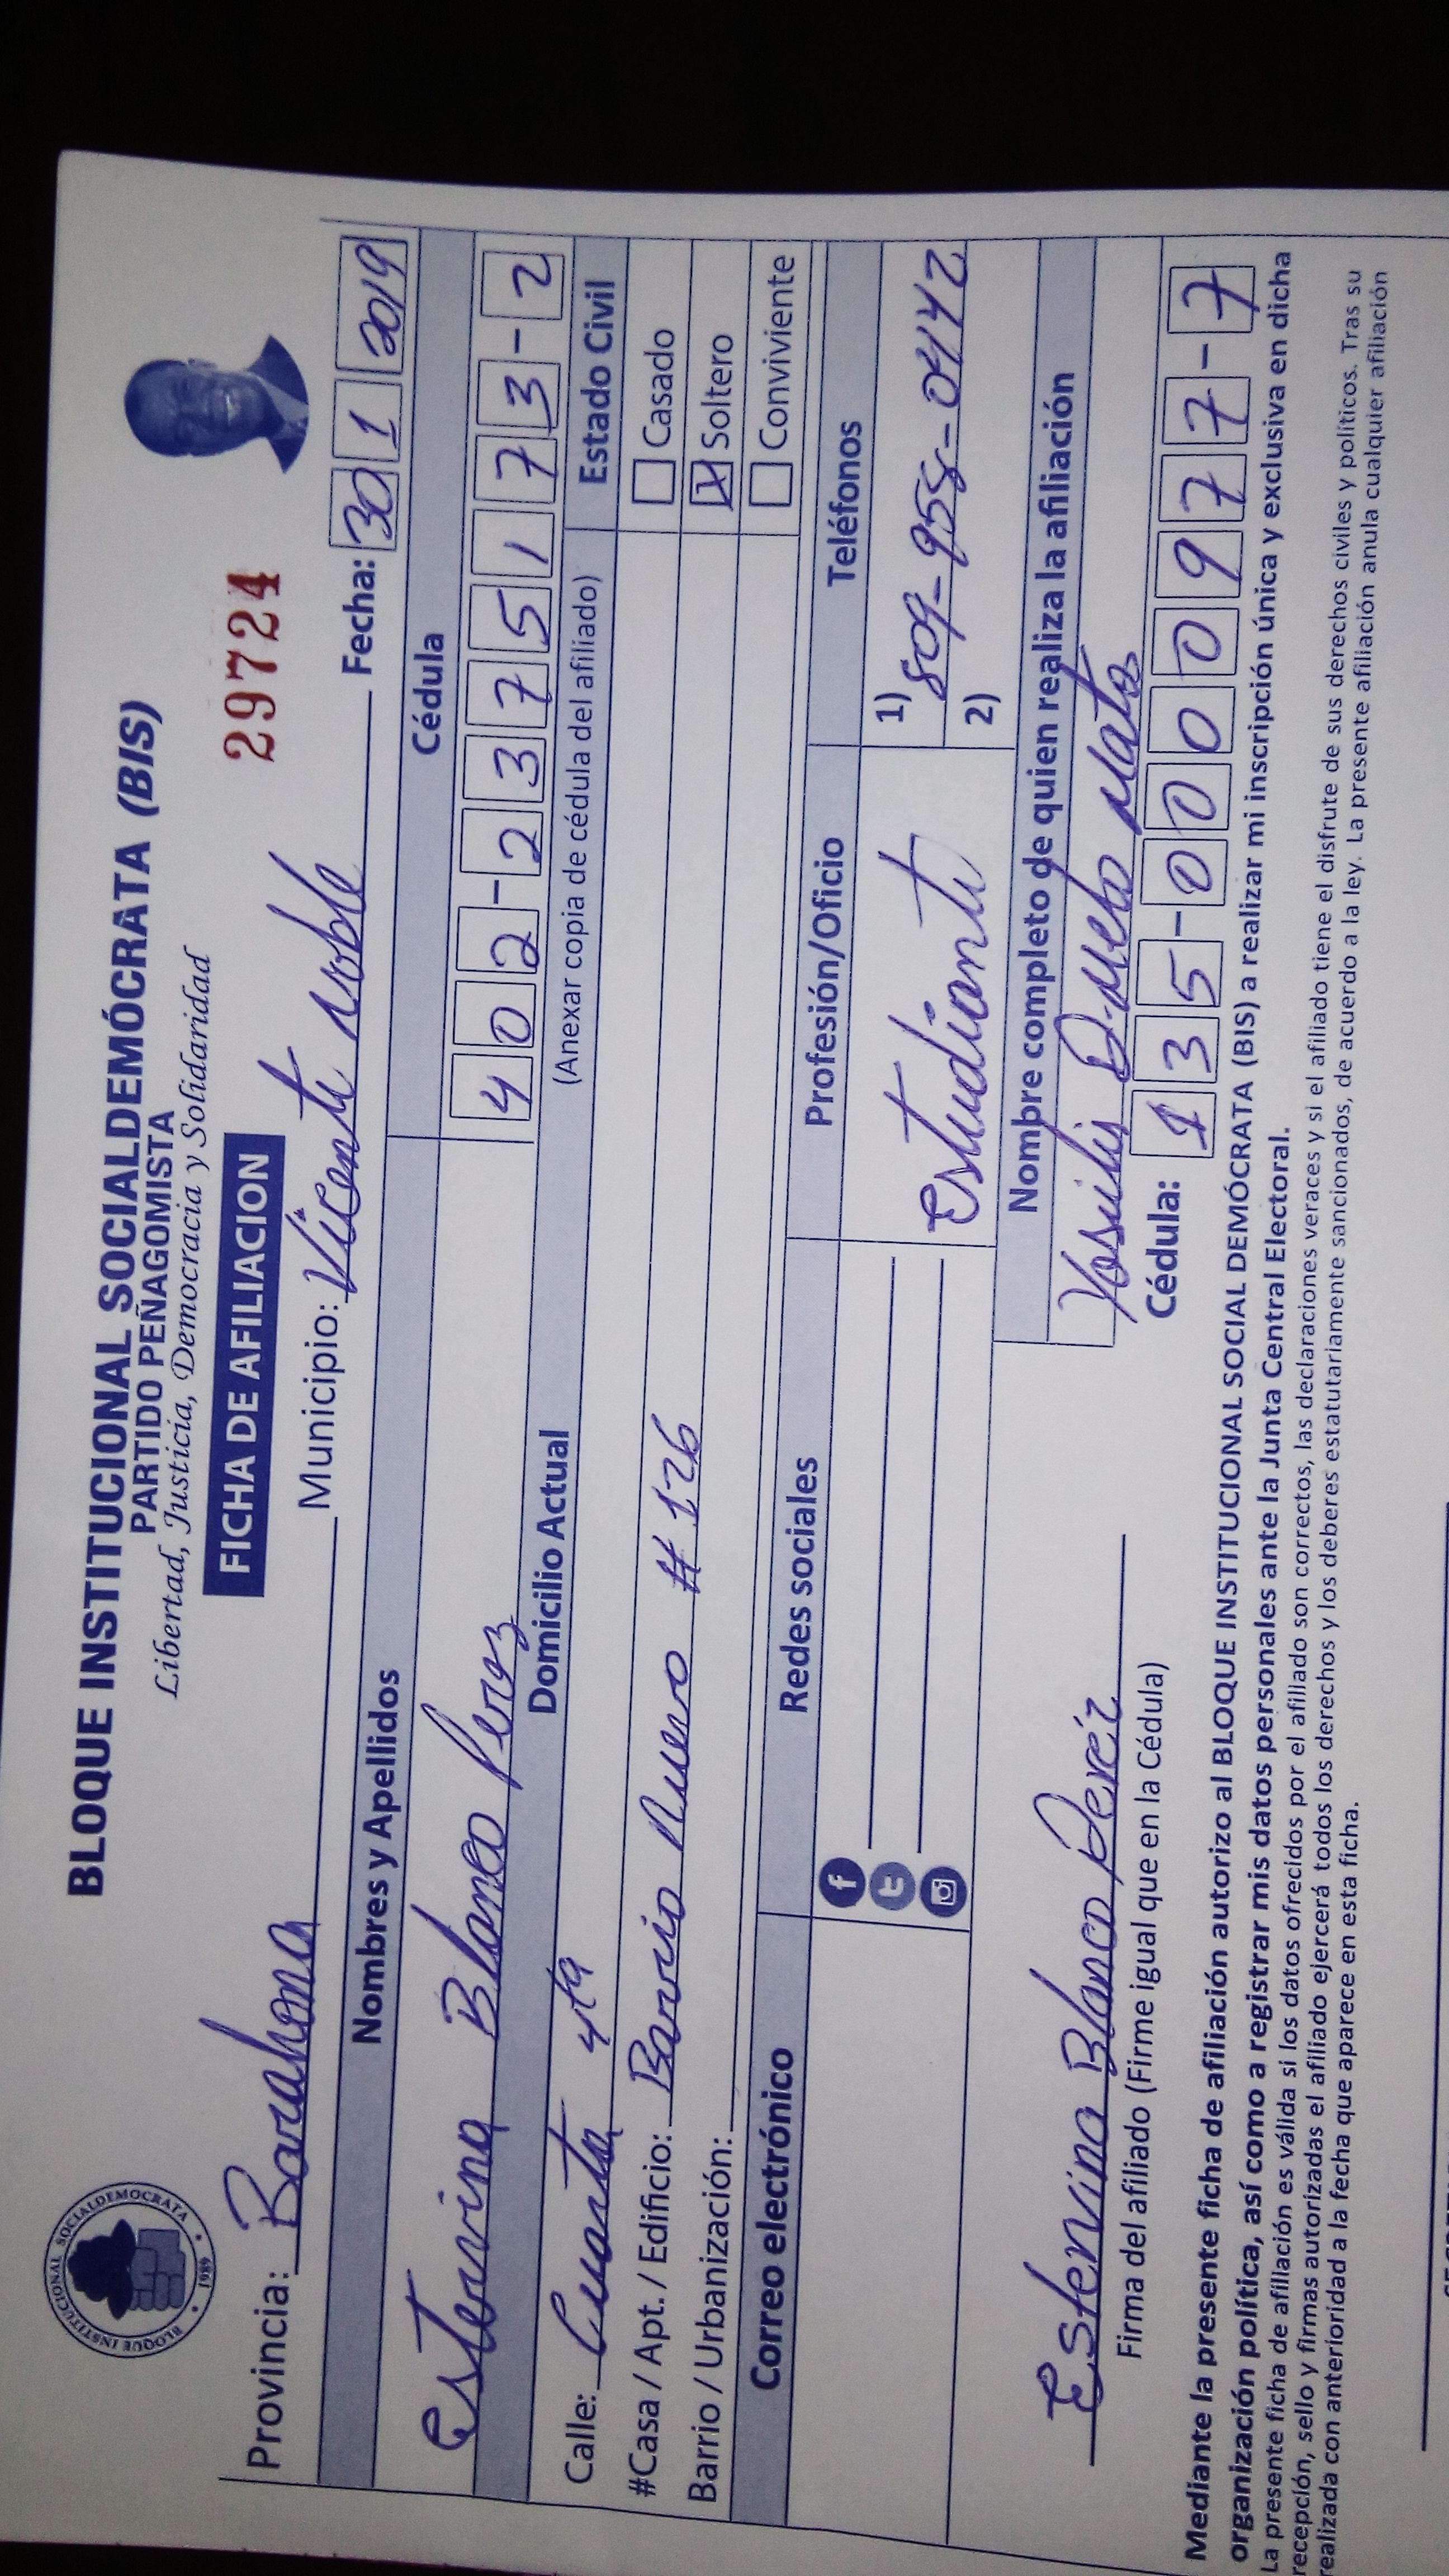 BLOQUE INSTITUCIONAL SOCIALDEMÓCRATA (BIS)
PARTIDO PEÑAGOMISTA
Libertad, Justicia, Democracia y Solidaridad
BLOQUE INSTITUCIONAL SOCIALDEMOCRATA • 1989 •
FICHA DE AFILIACION
29724
Provincia: Barahona Municipio: Vicente Noble Fecha: 30 1 2019
Nombres y Apellidos Cédula
Estervina Blanco Perez 402-2375173-2
Domicilio Actual (Anexar copia de cédula del afiliado) Estado Civil
Calle: Cuarta 4ta Casado
#Casa / Apt. / Edificio: Barrio Nuevo # 126 Soltero
Barrio / Urbanización: Conviviente
Correo electrónico Redes sociales Profesión/Oficio Teléfonos
Estudiante 1) 809-958-0442
2)
Nombre completo de quien realiza la afiliación
Matos
Estervina Blanco Peréz
Cédula: 135-0000977-7
Firma del afiliado (Firme igual que en la Cédula)
Mediante la presente ficha de afiliación autorizo al BLOQUE INSTITUCIONAL SOCIAL DEMÓCRATA (BIS) a realizar mi inscripción única y exclusiva en dicha
organización política, así como a registrar mis datos personales ante la Junta Central Electoral.
La presente ficha de afiliación es válida si los datos ofrecidos por el afiliado son correctos, las declaraciones veraces y si el afiliado tiene el disfrute de sus derechos civiles y políticos. Tras su
recepción, sello y firmas autorizadas el afiliado ejercerá todos los derechos y los deberes estatutariamente sancionados, de acuerdo a la ley. La presente afiliación anula cualquier afiliación
realizada con anterioridad a la fecha que aparece en esta ficha.